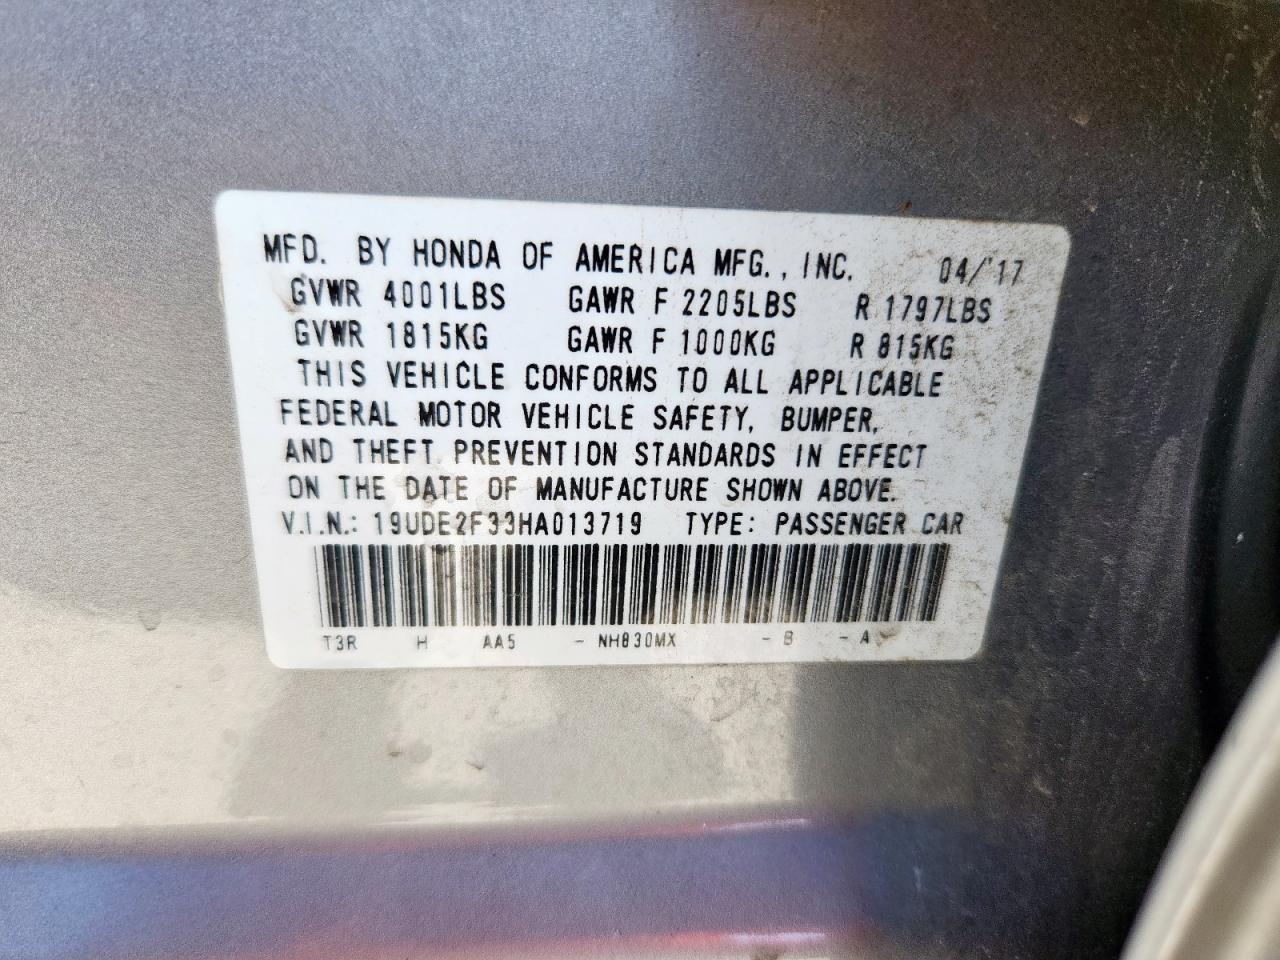 MFD. BY HONDA OF AMERICA MFG., INC. 04/'17
GVWR 4001LBS GAWR F 2205LBS R 1797LBS
GVWR 1815KG GAWR F 1000KG R 815KG
THIS VEHICLE CONFORMS TO ALL APPLICABLE
FEDERAL MOTOR VEHICLE SAFETY, BUMPER,
AND THEFT PREVENTION STANDARDS IN EFFECT
ON THE DATE OF MANUFACTURE SHOWN ABOVE.
V.I.N.: 19UDE2F33HA013719 TYPE: PASSENGER CAR
T3R H AA5 - NH830MX - B - A